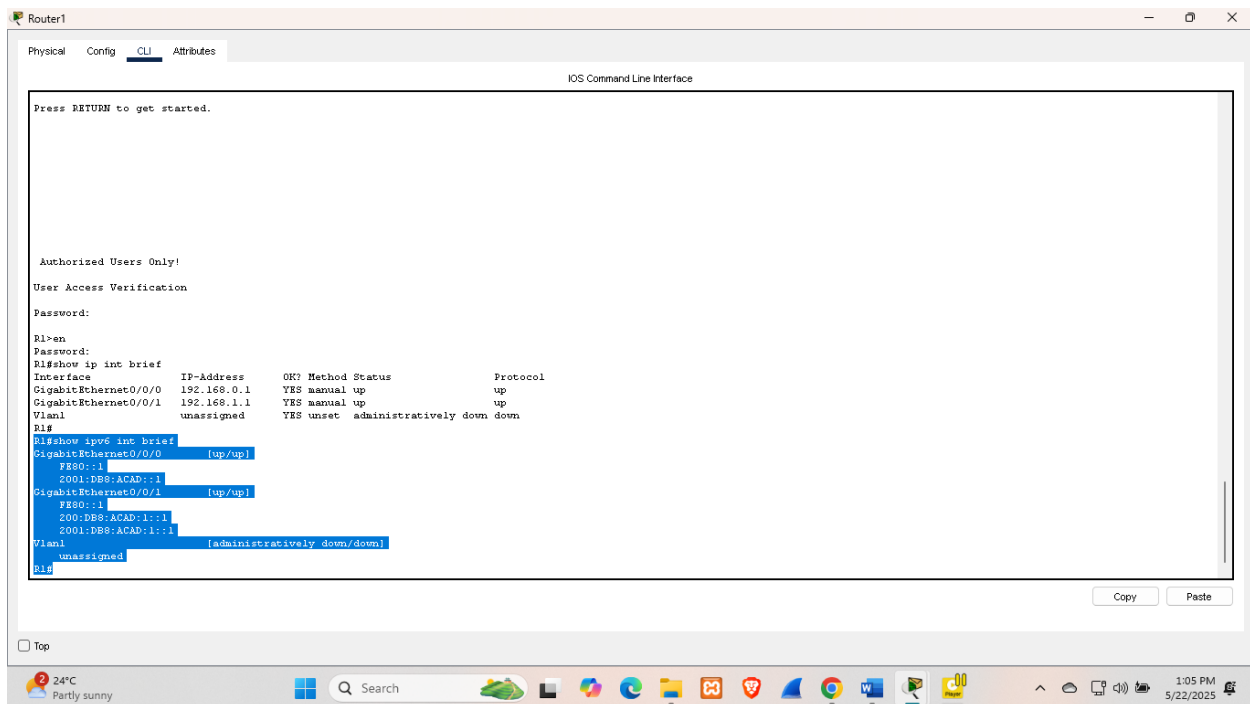 Router1
Physical Config CLI Attributes
IOS Command Line Interface
Press RETURN to get started.
Authorized Users Only!
User Access Verification
Password:
R1>en
Password:
R1#show ip int brief
Interface IP-Address OK? Method Status Protocol
GigabitEthernet0/0/0 192.168.0.1 YES manual up up
GigabitEthernet0/0/1 192.168.1.1 YES manual up up
Vlan1 unassigned YES unset administratively down down
R1#
R1#show ipv6 int brief
GigabitEthernet0/0/0 [up/up]
FE80::1
2001:DB8:ACAD::1
GigabitEthernet0/0/1 [up/up]
FE80::1
200:DB8:ACAD:1::1
2001:DB8:ACAD:1::1
Vlan1 [administratively down/down]
unassigned
R1#
Copy Paste
Top
2 24°C
Partly sunny
Search
Player
1:05 PM
5/22/2025